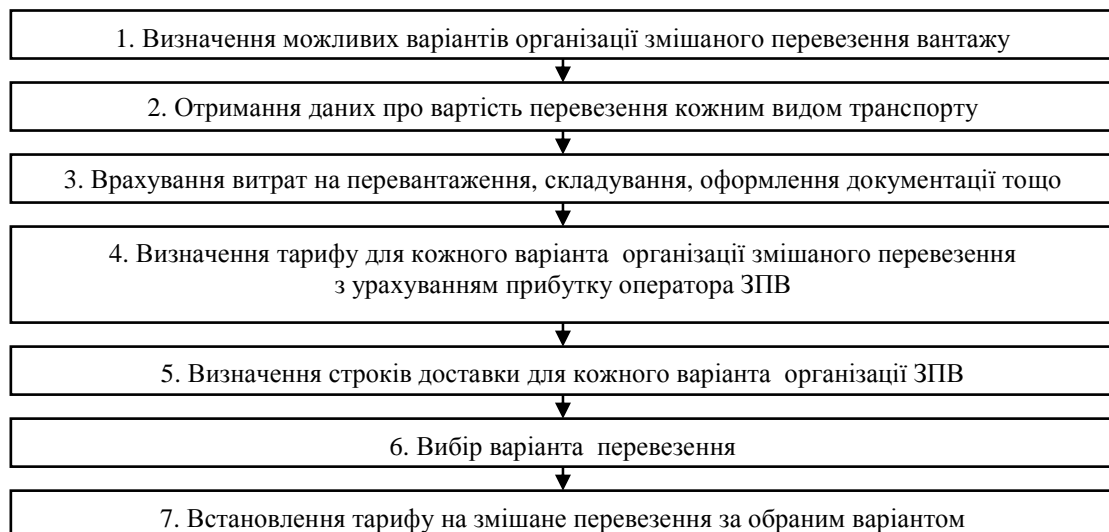 1. Визначення можливих варіантів організації змішаного перевезення вантажу
2. Отримання даних про вартість перевезення кожним видом транспорту
3. Врахування витрат на перевантаження, складування, оформлення документації тощо
4. Визначення тарифу для кожного варіанта організації змішаного перевезення
з урахуванням прибутку оператора ЗПВ
5. Визначення строків доставки для кожного варіанта організації ЗПВ
6. Вибір варіанта перевезення
7. Встановлення тарифу на змішане перевезення за обраним варіантом